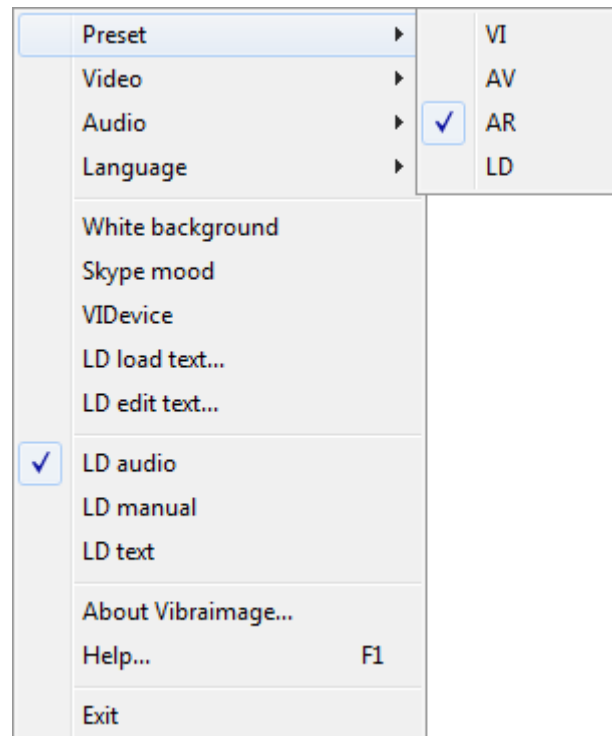 Preset
Video
Audio
Language
White background
Skype mood
VIDevice
LD load text...
LD edit text...
LD audio
LD manual
LD text
About Vibraimage...
Help... F1
Exit
VI
AV
AR
LD